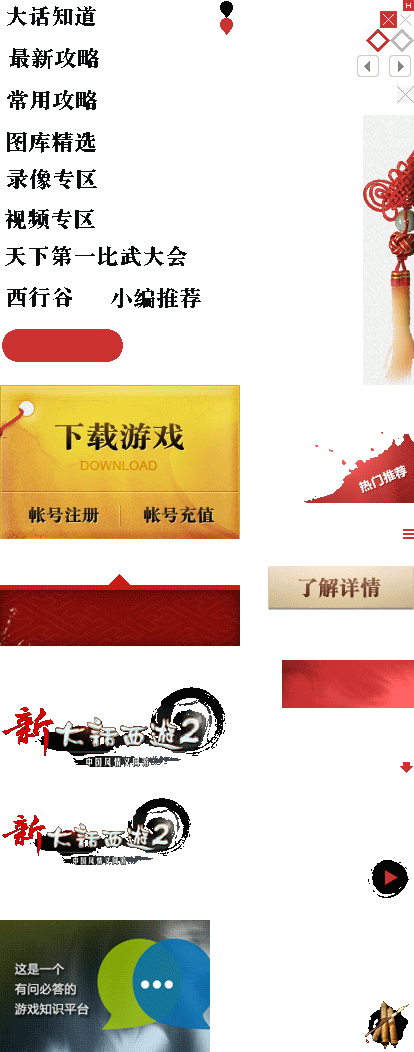 大话知道
最新攻略
常用攻略
图库精选
录像专区
视频专区
天下第一比武大会
西行谷 小编推荐
下载游戏
DOWNLOAD
帐号注册 帐号充值
热门推荐
了解详情
新大话西遊2
新大话西遊2
这是一个
有问必答的
游戏知识平台